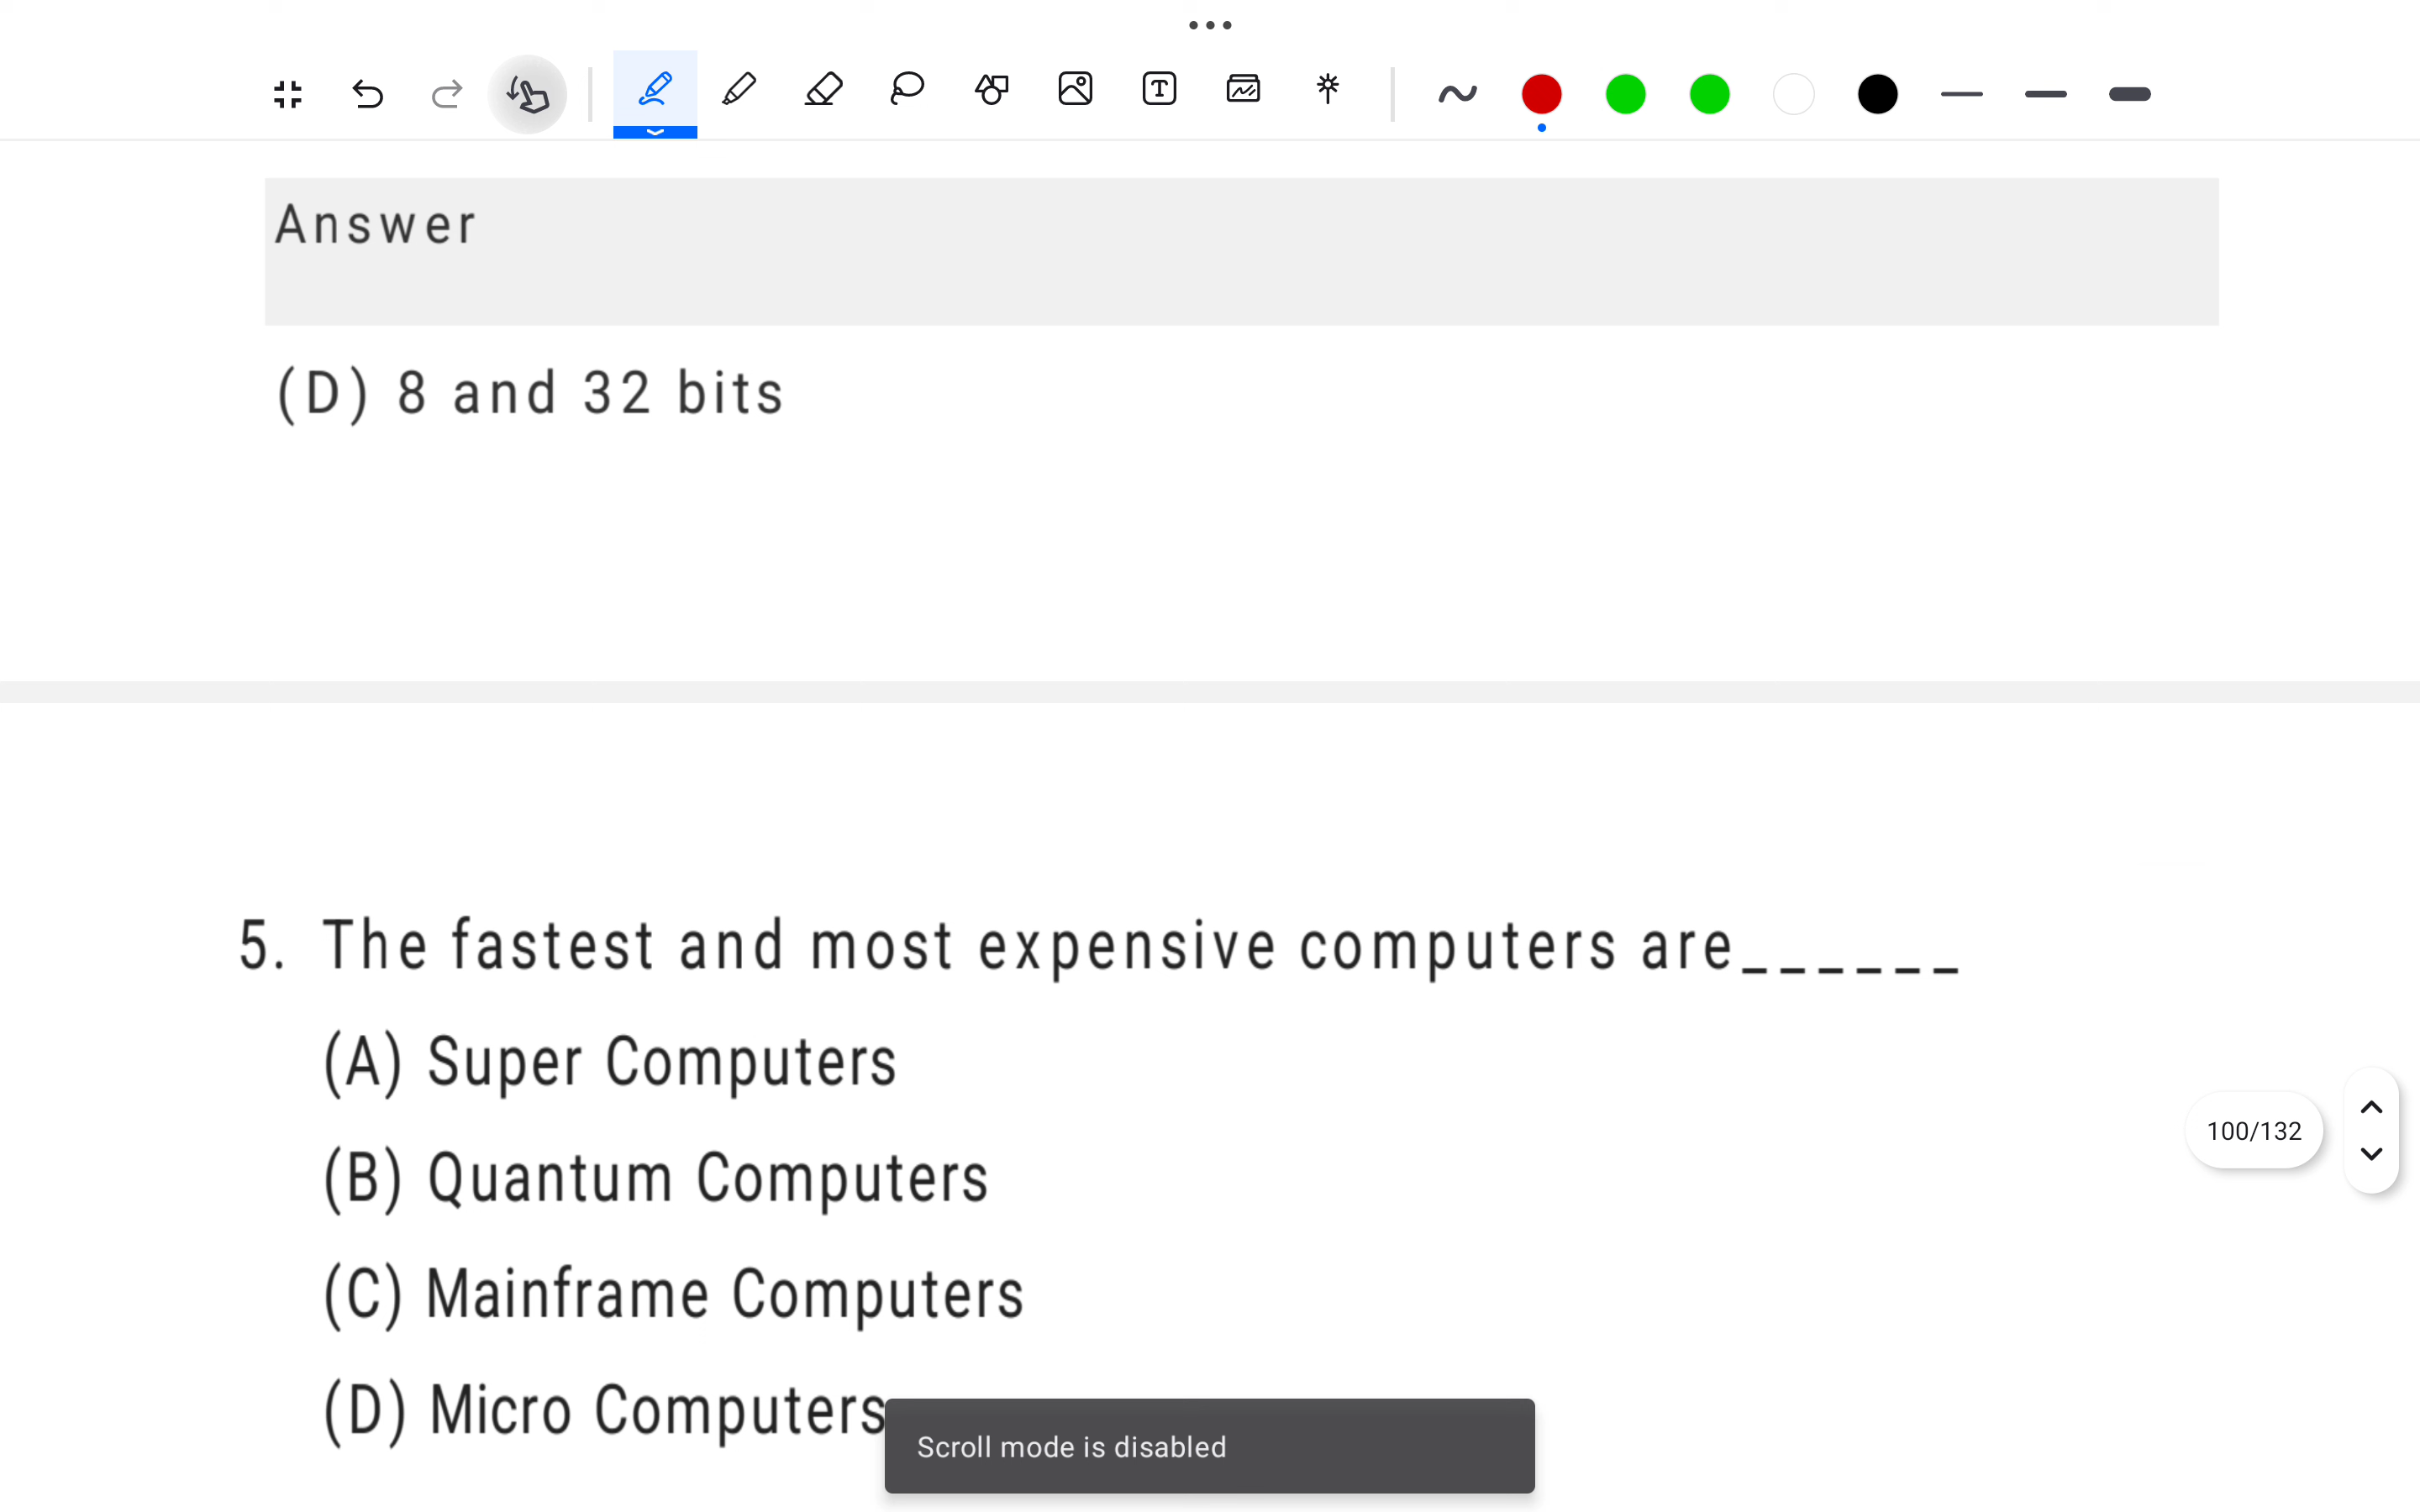 Answer
(D) 8 and 32 bits
5. The fastest and most expensive computers are______
(A) Super Computers
(B) Quantum Computers
100/132
(C) Mainframe Computers
(D) Micro Computers
Scroll mode is disabled